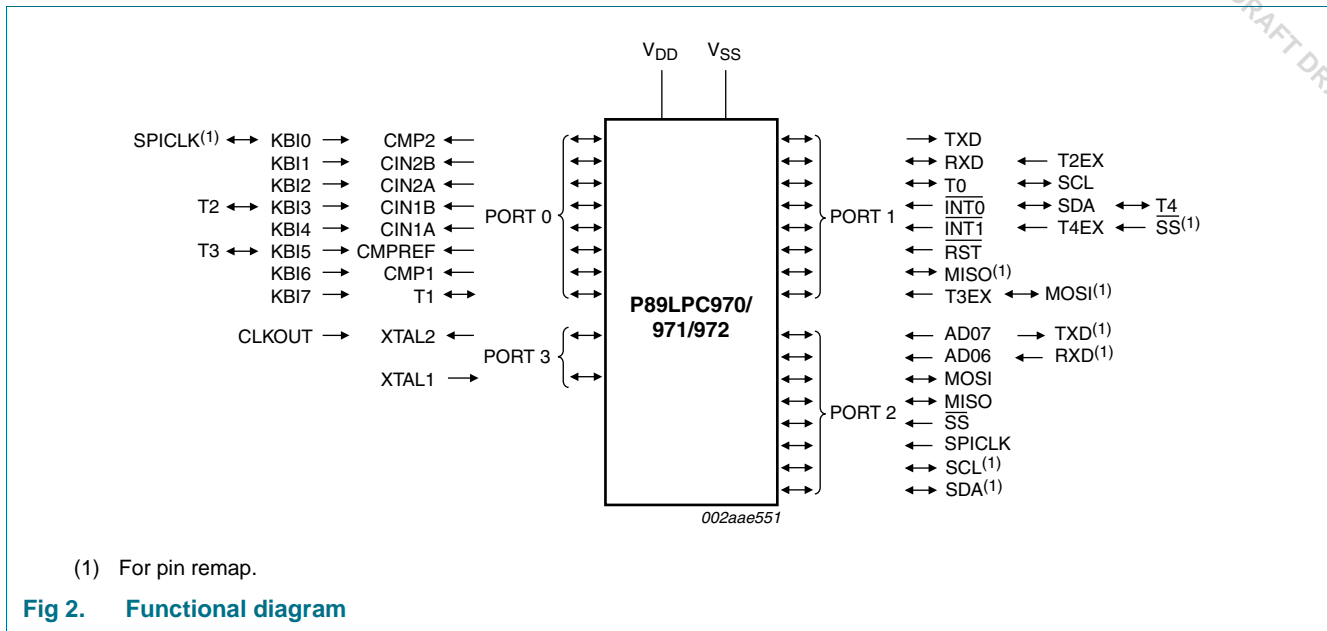 DRAFT DR
VDD VSS
SPICLK(1) KBI0 CMP2 TXD
KBI1 CIN2B RXD T2EX
KBI2 CIN2A T0 SCL
T2 KBI3 CIN1B INT0 SDA T4
PORT 0 PORT 1
KBI4 CIN1A INT1 T4EX SS(1)
T3 KBI5 CMPREF RST
KBI6 CMP1 MISO(1)
KBI7 T1 T3EX MOSI(1)
P89LPC970/
971/972
CLKOUT XTAL2 AD07 TXD(1)
PORT 3 AD06 RXD(1)
XTAL1 MOSI
MISO
PORT 2
SS
SPICLK
SCL(1)
SDA(1)
002aae551
(1) For pin remap.
Fig 2. Functional diagram